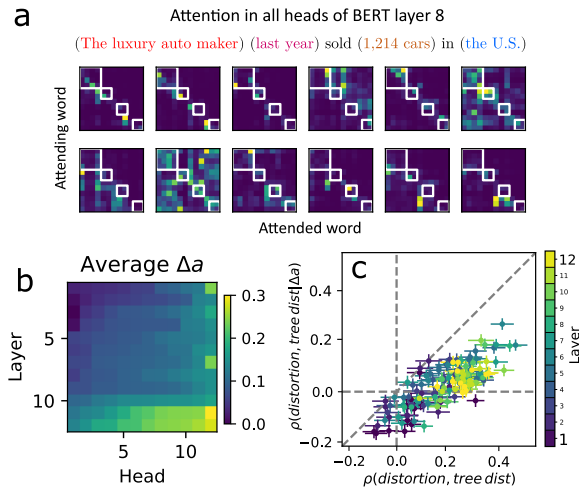 a
Attention in all heads of BERT layer 8
(The luxury auto maker) (last year) sold (1,214 cars) in (the U.S.)
Attending word
Attended word
b
Average Δa
Layer
5
10
5
10
Head
0.3
0.2
0.1
0.0
c
ρ(distortion, tree dist|Δa)
0.4
0.2
0.0
−0.2
−0.2
0.0
0.2
0.4
ρ(distortion, tree dist)
12
11
10
9
8
7
6
5
4
3
2
1
Layer